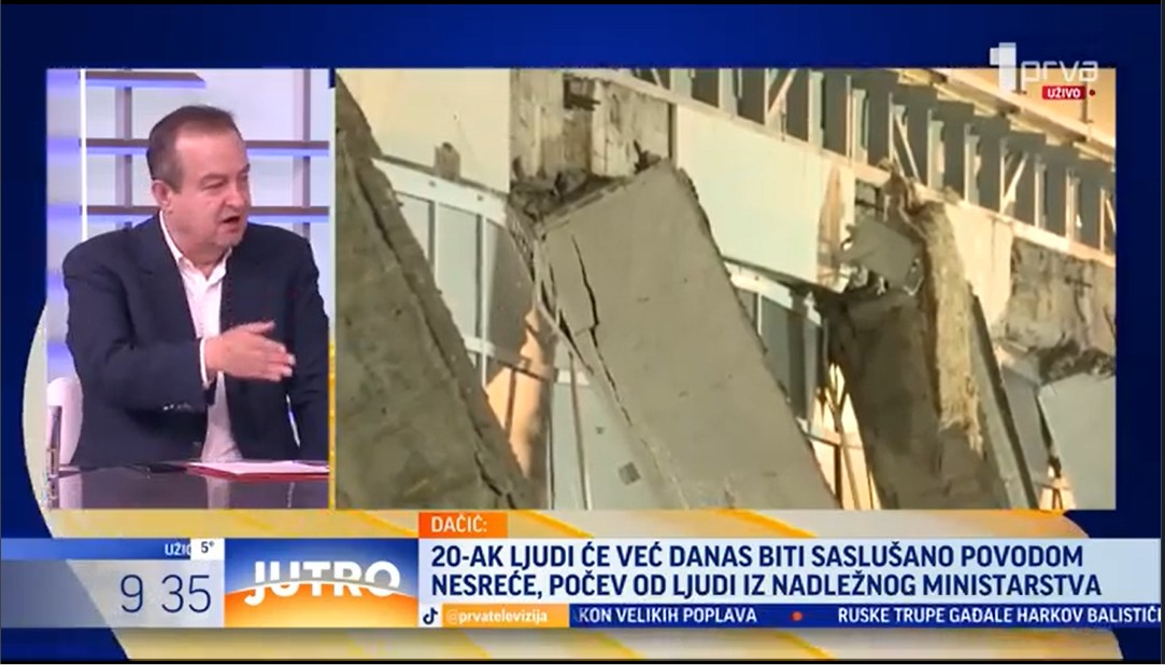 1prva
UŽIVO
DAČIĆ:
UŽIC 5°
20-AK LJUDI ĆE VEĆ DANAS BITI SASLUŠANO POVODOM
NESREĆE, POČEV OD LJUDI IZ NADLEŽNOG MINISTARSTVA
9 35
JUTRO
@prvatelevizija KON VELIKIH POPLAVA • RUSKE TRUPE GAĐALE HARKOV BALISTIČ